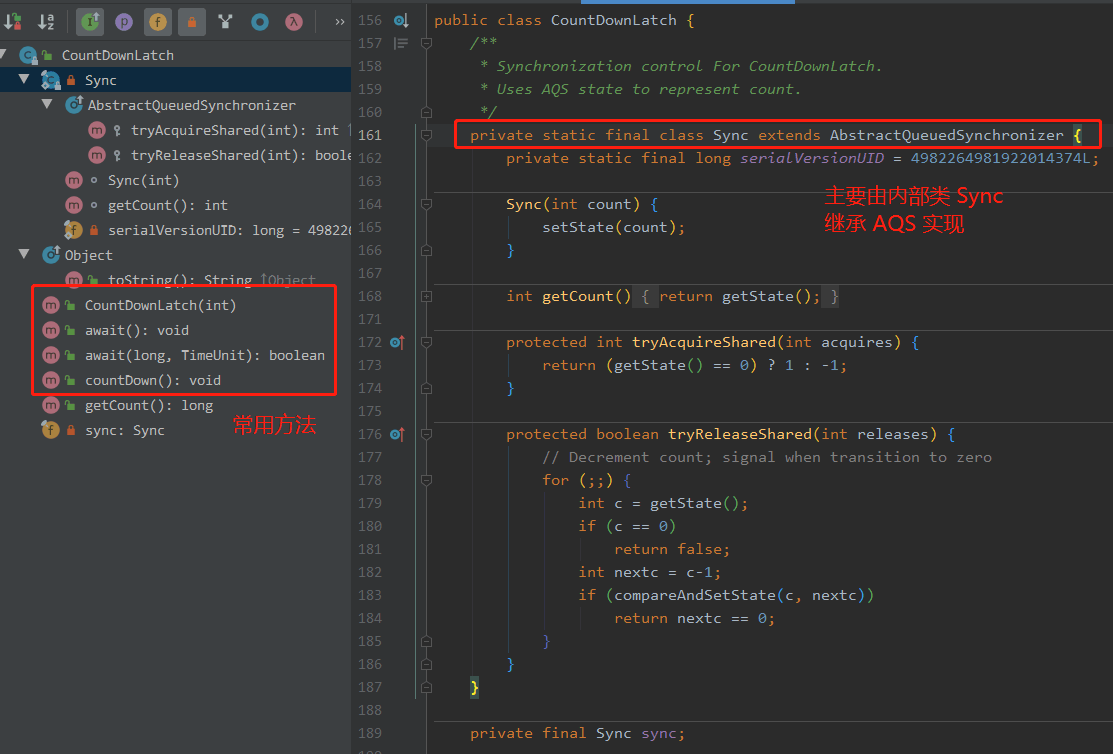 CountDownLatch
Sync
AbstractQueuedSynchronizer
tryAcquireShared(int): int
tryReleaseShared(int): boole
Sync(int)
getCount(): int
serialVersionUID: long = 49822
Object
toString(): String ↑Object
CountDownLatch(int)
await(): void
await(long, TimeUnit): boolean
countDown(): void
getCount(): long
sync: Sync
常用方法
156 public class CountDownLatch {
157 /**
158 * Synchronization control For CountDownLatch.
159 * Uses AQS state to represent count.
160 */
161 private static final class Sync extends AbstractQueuedSynchronizer {
162 private static final long serialVersionUID = 4982264981922014374L;
163
主要由内部类 Sync
继承 AQS 实现
164 Sync(int count) {
165 setState(count);
166 }
167
168 int getCount() { return getState(); }
171
172 protected int tryAcquireShared(int acquires) {
173 return (getState() == 0) ? 1 : -1;
174 }
175
176 protected boolean tryReleaseShared(int releases) {
177 // Decrement count; signal when transition to zero
178 for (;;) {
179 int c = getState();
180 if (c == 0)
181 return false;
182 int nextc = c-1;
183 if (compareAndSetState(c, nextc))
184 return nextc == 0;
185 }
186 }
187 }
188
189 private final Sync sync;